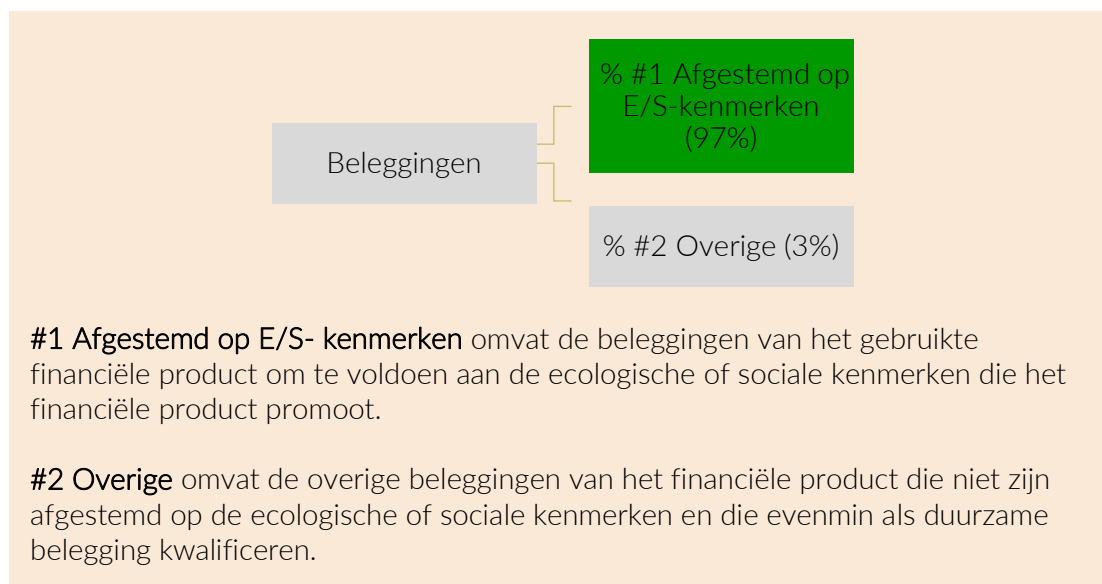 % #1 Afgestemd op
E/S-kenmerken
(97%)
Beleggingen
% #2 Overige (3%)
#1 Afgestemd op E/S- kenmerken omvat de beleggingen van het gebruikte
financiële product om te voldoen aan de ecologische of sociale kenmerken die het
financiële product promoot.
#2 Overige omvat de overige beleggingen van het financiële product die niet zijn
afgestemd op de ecologische of sociale kenmerken en die evenmin als duurzame
belegging kwalificeren.